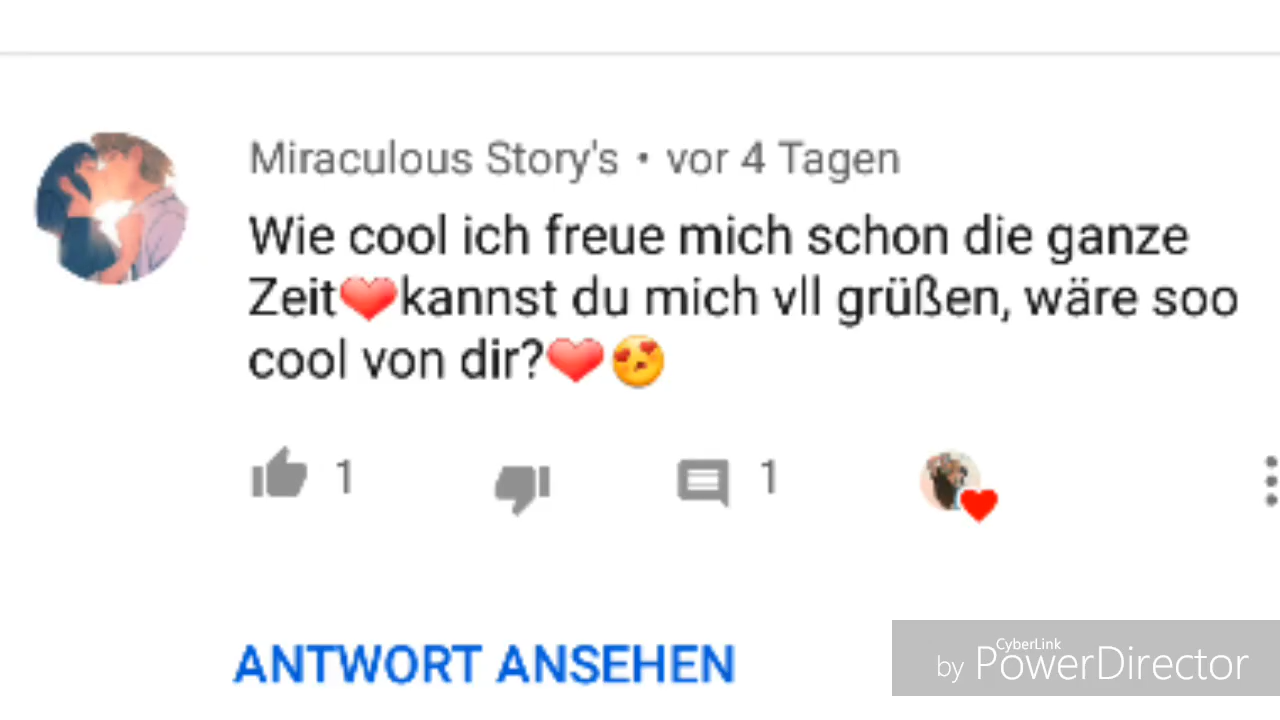 Miraculous Story's • vor 4 Tagen
Wie cool ich freue mich schon die ganze
Zeit❤️kannst du mich vll grüßen, wäre soo
cool von dir?❤️😍
1 1
ANTWORT ANSEHEN
CyberLink
by PowerDirector